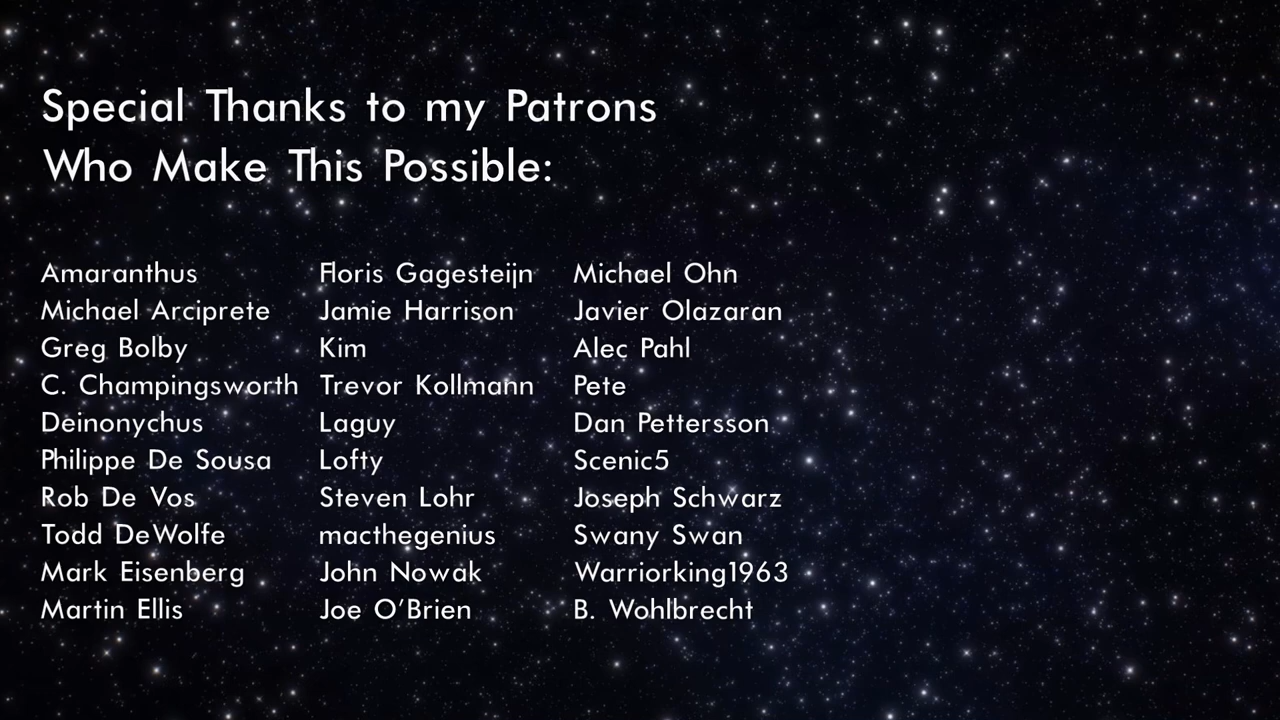 Special Thanks to my Patrons
Who Make This Possible:
Amaranthus
Michael Arciprete
Greg Bolby
C. Champingsworth
Deinonychus
Philippe De Sousa
Rob De Vos
Todd DeWolfe
Mark Eisenberg
Martin Ellis
Floris Gagesteijn
Jamie Harrison
Kim
Trevor Kollmann
Laguy
Lofty
Steven Lohr
macthegenius
John Nowak
Joe O’Brien
Michael Ohn
Javier Olazaran
Alec Pahl
Pete
Dan Pettersson
Scenic5
Joseph Schwarz
Swany Swan
Warriorking1963
B. Wohlbrecht